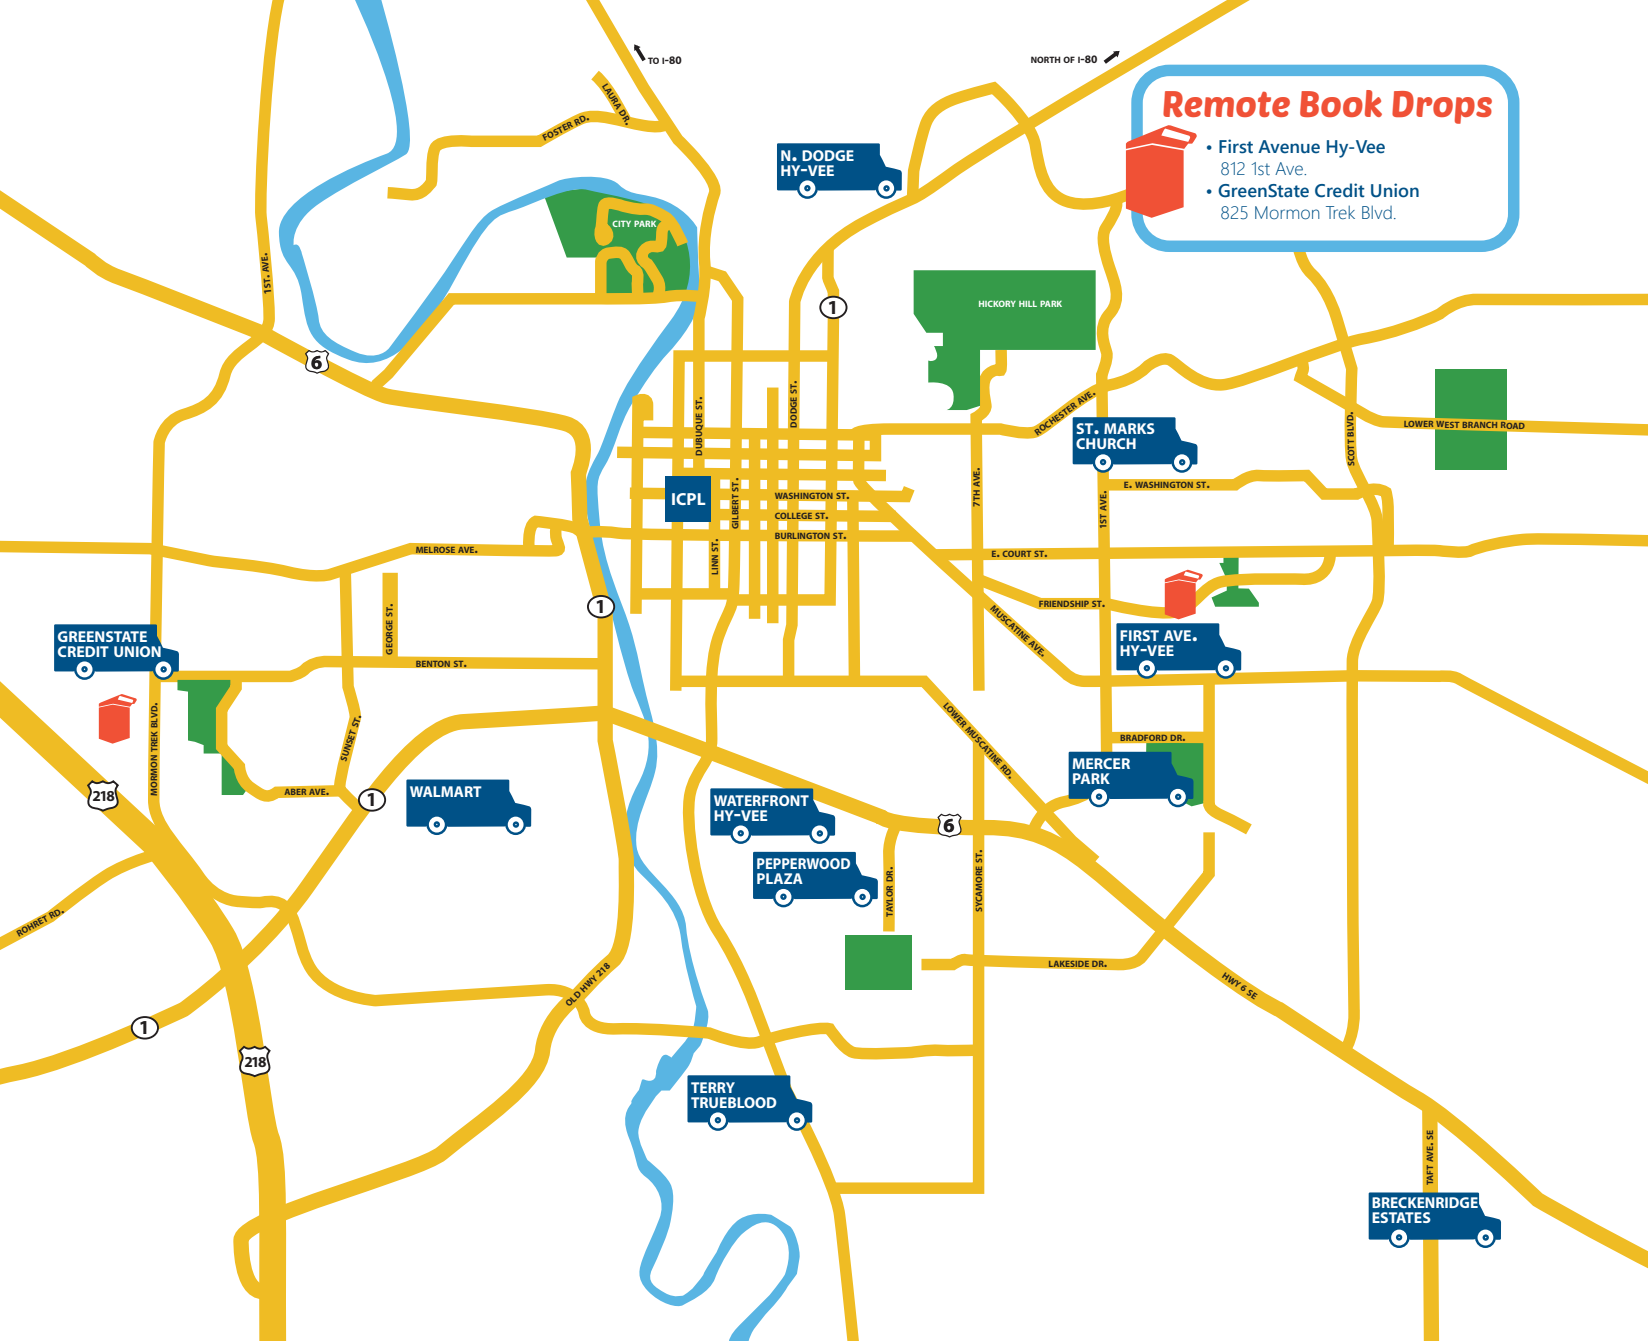 TO I-80
NORTH OF I-80
Remote Book Drops
• First Avenue Hy-Vee
812 1st Ave.
• GreenState Credit Union
825 Mormon Trek Blvd.
LAURA DR.
FOSTER RD.
N. DODGE
HY-VEE
CITY PARK
1ST. AVE.
HICKORY HILL PARK
1
6
DUBUQUE ST.
DODGE ST.
ROCHESTER AVE.
ST. MARKS
CHURCH
SCOTT BLVD.
LOWER WEST BRANCH ROAD
ICPL
GILBERT ST.
WASHINGTON ST.
COLLEGE ST.
BURLINGTON ST.
LINN ST.
7TH AVE.
1ST AVE.
E. WASHINGTON ST.
MELROSE AVE.
E. COURT ST.
1
GEORGE ST.
FRIENDSHIP ST.
MUSCATINE AVE.
GREENSTATE
CREDIT UNION
FIRST AVE.
HY-VEE
BENTON ST.
MORMON TREK BLVD.
SUNSET ST.
LOWER MUSCATINE RD.
BRADFORD DR.
MERCER
PARK
218
ABER AVE.
1
WALMART
WATERFRONT
HY-VEE
6
PEPPERWOOD
PLAZA
TAYLOR DR.
SYCAMORE ST.
ROHRET RD.
LAKESIDE DR.
OLD HWY 218
HWY 6 SE
1
218
TERRY
TRUEBLOOD
TAFT AVE. SE
BRECKENRIDGE
ESTATES